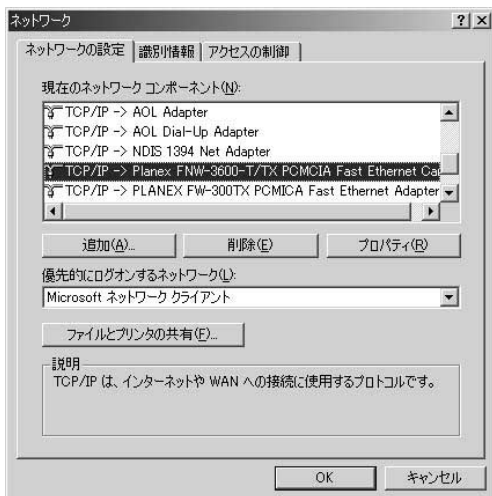 ネットワーク
ネットワークの設定 識別情報 アクセスの制御
現在のネットワーク コンポーネント(N):
TCP/IP -> AOL Adapter
TCP/IP -> AOL Dial-Up Adapter
TCP/IP -> NDIS 1394 Net Adapter
TCP/IP -> Planex FNW-3600-T/TX PCMCIA Fast Ethernet Car
TCP/IP -> PLANEX FW-300TX PCMICA Fast Ethernet Adapter
追加(A)... 削除(E) プロパティ(R)
優先的にログオンするネットワーク(L):
Microsoft ネットワーク クライアント
ファイルとプリンタの共有(F)...
説明
TCP/IP は、インターネットや WAN への接続に使用するプロトコルです。
OK キャンセル